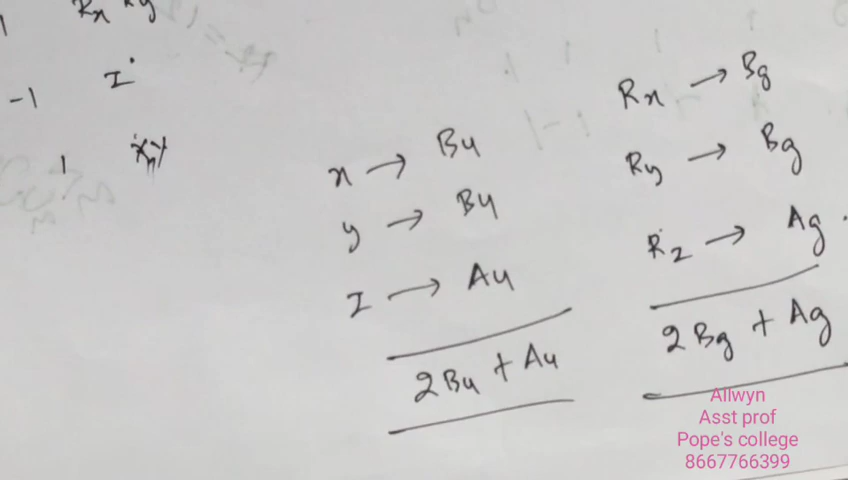 1 Rx Ry
-1 I
1 x,y
x → Bu
y → Bu
I → Au
2Bu + Au
Rx → Bg
Ry → Bg
Rz → Ag
2Bg + Ag
Allwyn
Asst prof
Pope's college
8667766399